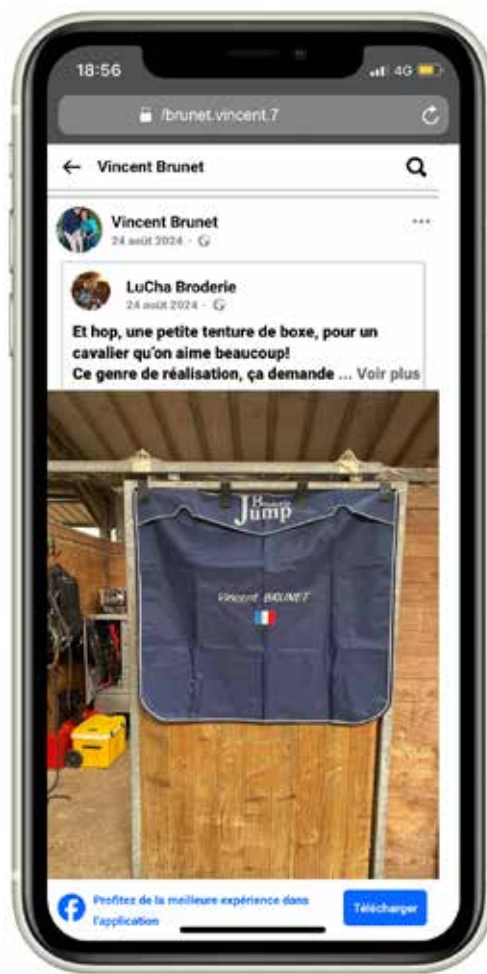 18:56
4G
/brunet.vincent.7
Vincent Brunet
Vincent Brunet
24 août 2024
LuCha Broderie
24 août 2024
Et hop, une petite tenture de boxe, pour un
cavalier qu'on aime beaucoup!
Ce genre de réalisation, ça demande ... Voir plus
Jump
Vincent BRUNET
Profitez de la meilleure expérience dans
l'application
Télécharger